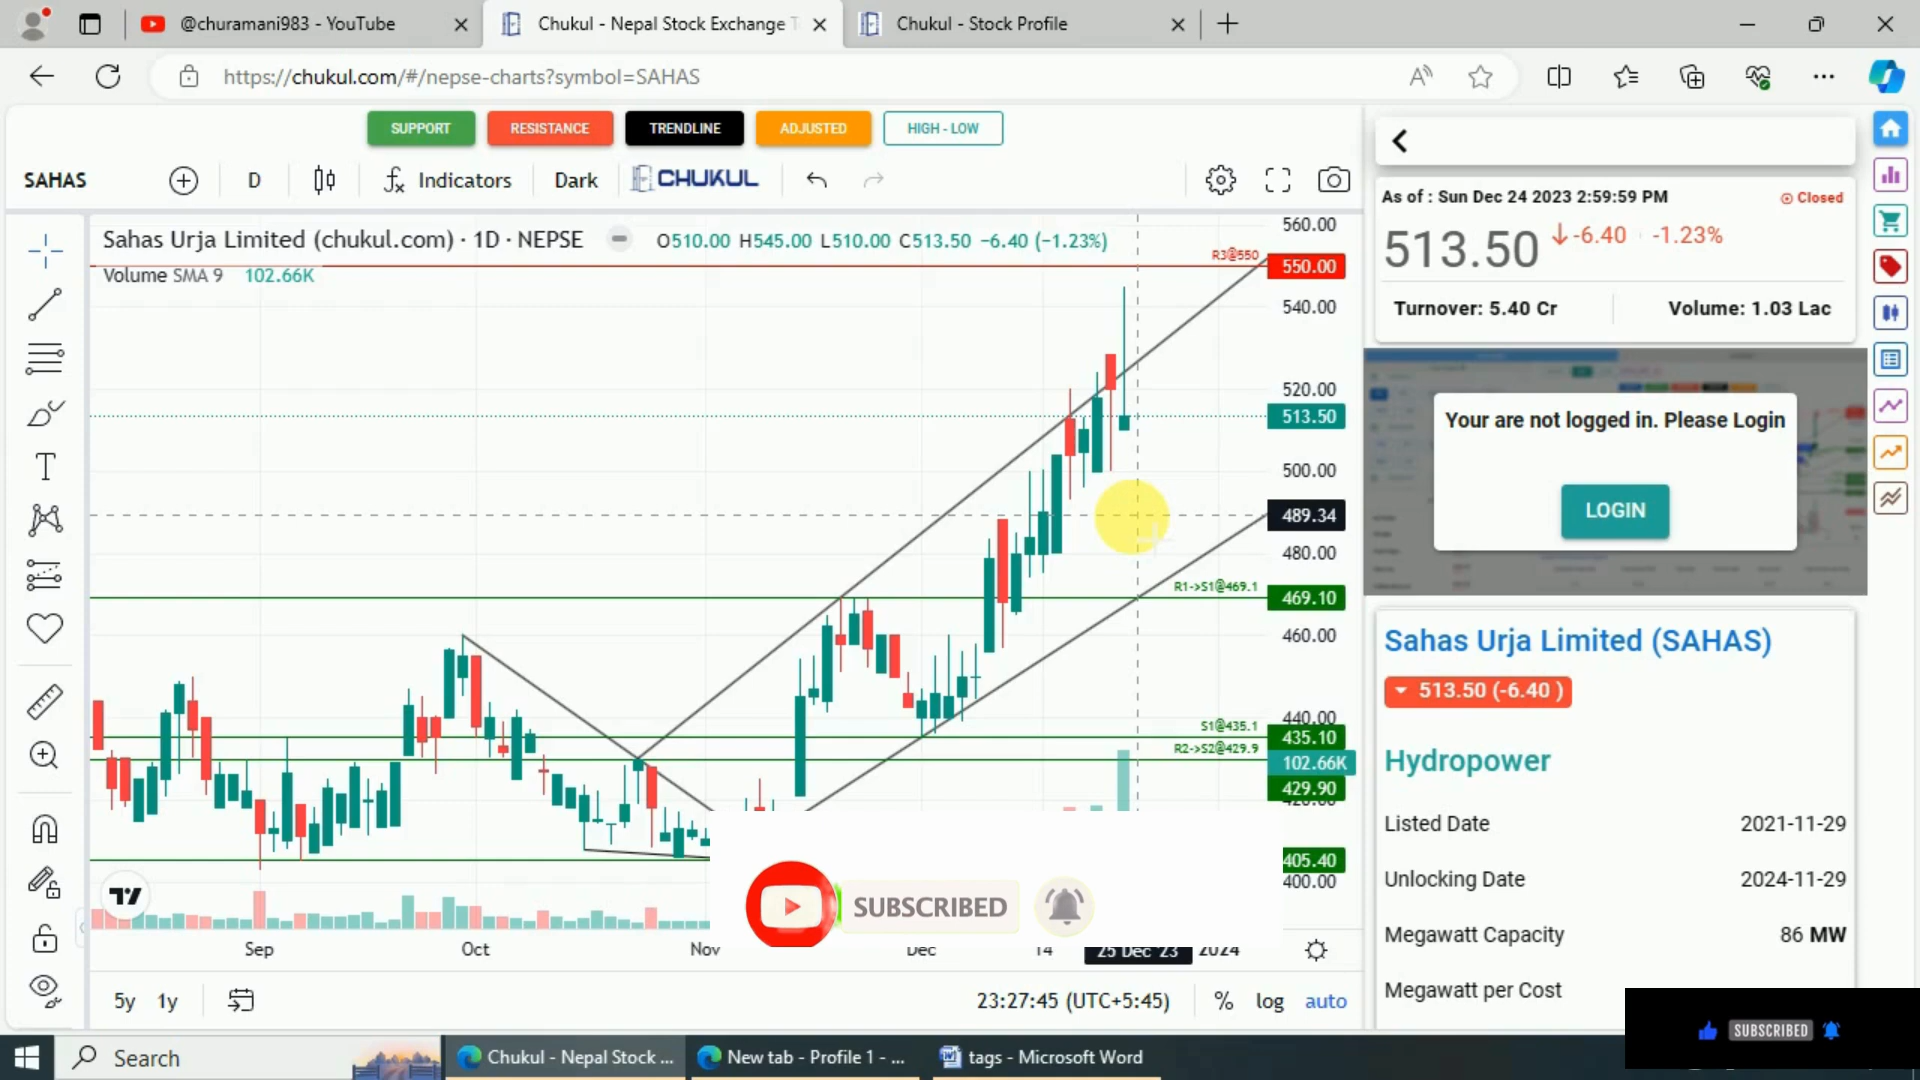 @churamani983 - YouTube
Chukul - Nepal Stock Exchange T
Chukul - Stock Profile
https://chukul.com/#/nepse-charts?symbol=SAHAS
SUPPORT
RESISTANCE
TRENDLINE
ADJUSTED
HIGH - LOW
SAHAS
D
Indicators
Dark
CHUKUL
Sahas Urja Limited (chukul.com) · 1D · NEPSE
O510.00 H545.00 L510.00 C513.50 −6.40 (−1.23%)
Volume SMA 9 102.66K
R3@550
R1->S1@469.1
S1@435.1
R2->S2@429.9
560.00
550.00
540.00
520.00
513.50
500.00
489.34
480.00
469.10
460.00
440.00
435.10
102.66K
429.90
420.00
405.40
400.00
SUBSCRIBED
Sep
Oct
Nov
Dec
14
25 Dec '23
2024
5y
1y
23:27:45 (UTC+5:45)
%
log
auto
As of : Sun Dec 24 2023 2:59:59 PM
Closed
513.50
-6.40
-1.23%
Turnover: 5.40 Cr
Volume: 1.03 Lac
Your are not logged in. Please Login
LOGIN
Sahas Urja Limited (SAHAS)
513.50 (-6.40 )
Hydropower
Listed Date 2021-11-29
Unlocking Date 2024-11-29
Megawatt Capacity 86 MW
Megawatt per Cost
SUBSCRIBED
Search
Chukul - Nepal Stock ...
New tab - Profile 1 - ...
tags - Microsoft Word